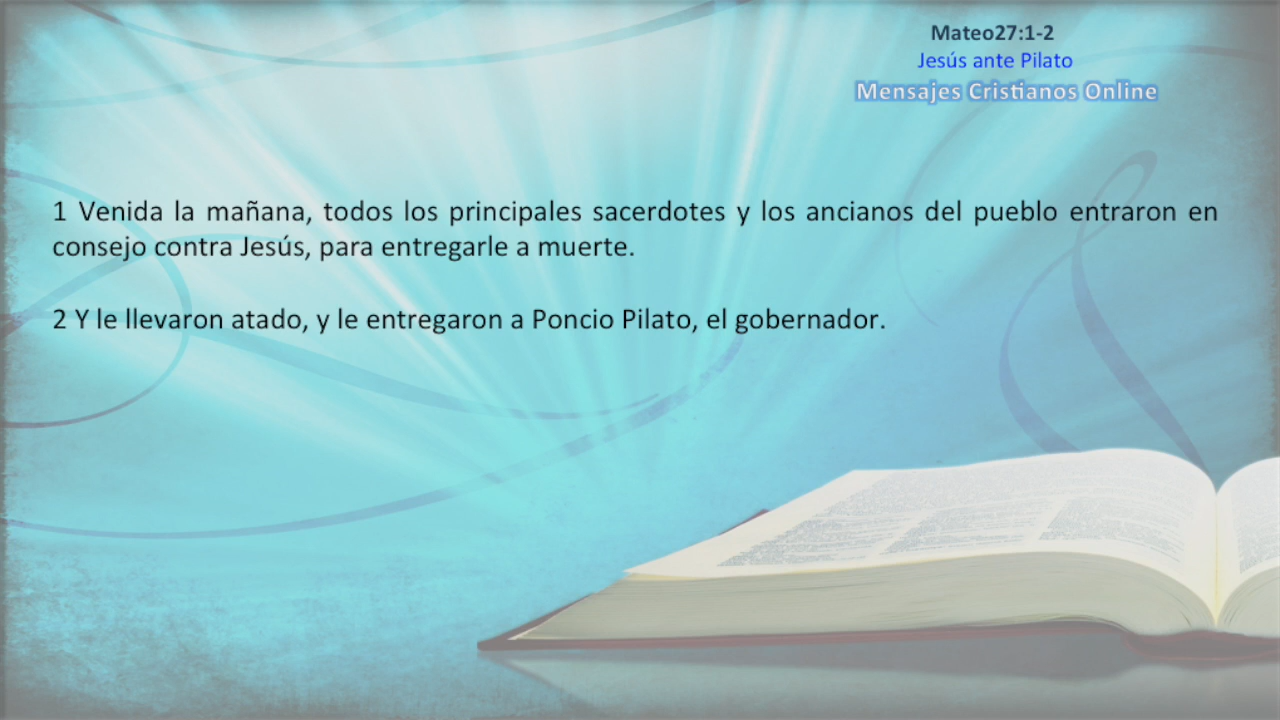 Mateo27:1-2
Jesús ante Pilato
Mensajes Cristianos Online
1 Venida la mañana, todos los principales sacerdotes y los ancianos del pueblo entraron en
consejo contra Jesús, para entregarle a muerte.
2 Y le llevaron atado, y le entregaron a Poncio Pilato, el gobernador.